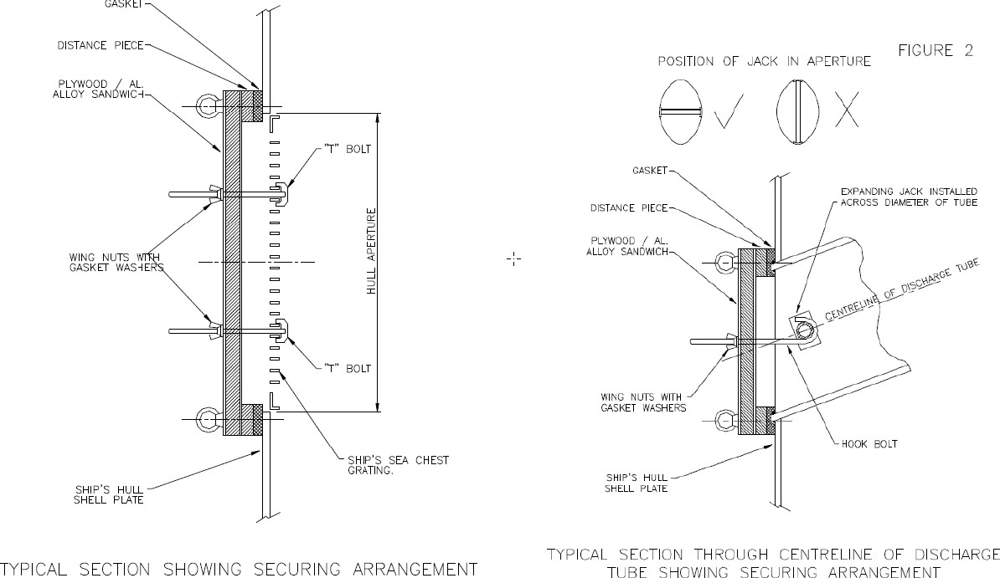 GASKET
DISTANCE PIECE
PLYWOOD / AL.
ALLOY SANDWICH
"T" BOLT
HULL APERTURE
WING NUTS WITH
GASKET WASHERS
"T" BOLT
SHIP'S SEA CHEST
GRATING.
SHIP'S HULL
SHELL PLATE
TYPICAL SECTION SHOWING SECURING ARRANGEMENT
FIGURE 2
POSITION OF JACK IN APERTURE
GASKET
EXPANDING JACK INSTALLED
ACROSS DIAMETER OF TUBE
DISTANCE PIECE
PLYWOOD / AL.
ALLOY SANDWICH
CENTRELINE OF DISCHARGE TUBE
WING NUTS WITH
GASKET WASHERS
HOOK BOLT
SHIP'S HULL
SHELL PLATE
TYPICAL SECTION THROUGH CENTRELINE OF DISCHARGE
TUBE SHOWING SECURING ARRANGEMENT